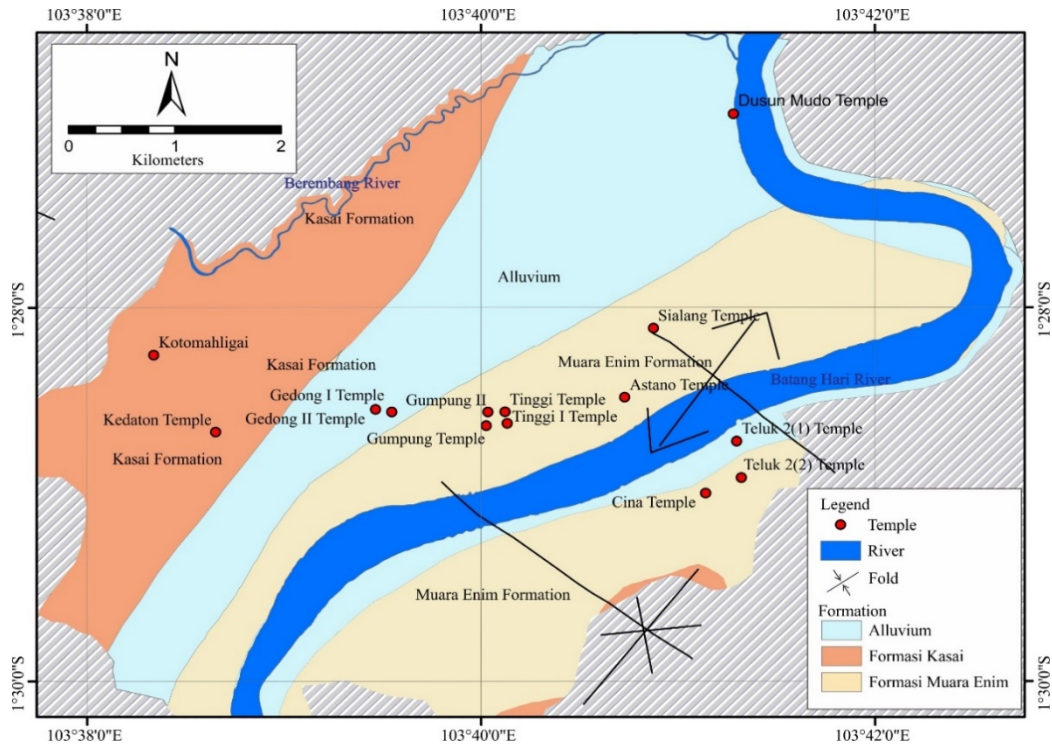 103°38'0"E
103°40'0"E
103°42'0"E
N
0
1
2
Kilometers
Dusun Mudo Temple
Berembang River
Kasai Formation
Alluvium
1°28'0"S
1°28'0"S
Sialang Temple
Kotomahligai
Kasai Formation
Muara Enim Formation
Batang Hari River
Astano Temple
Gedong I Temple
Gumpung II
Tinggi Temple
Kedaton Temple
Gedong II Temple
Tinggi I Temple
Gumpung Temple
Teluk 2(1) Temple
Kasai Formation
Teluk 2(2) Temple
Cina Temple
Legend
Temple
River
Fold
Muara Enim Formation
Formation
Alluvium
Formasi Kasai
Formasi Muara Enim
1°30'0"S
1°30'0"S
103°38'0"E
103°40'0"E
103°42'0"E